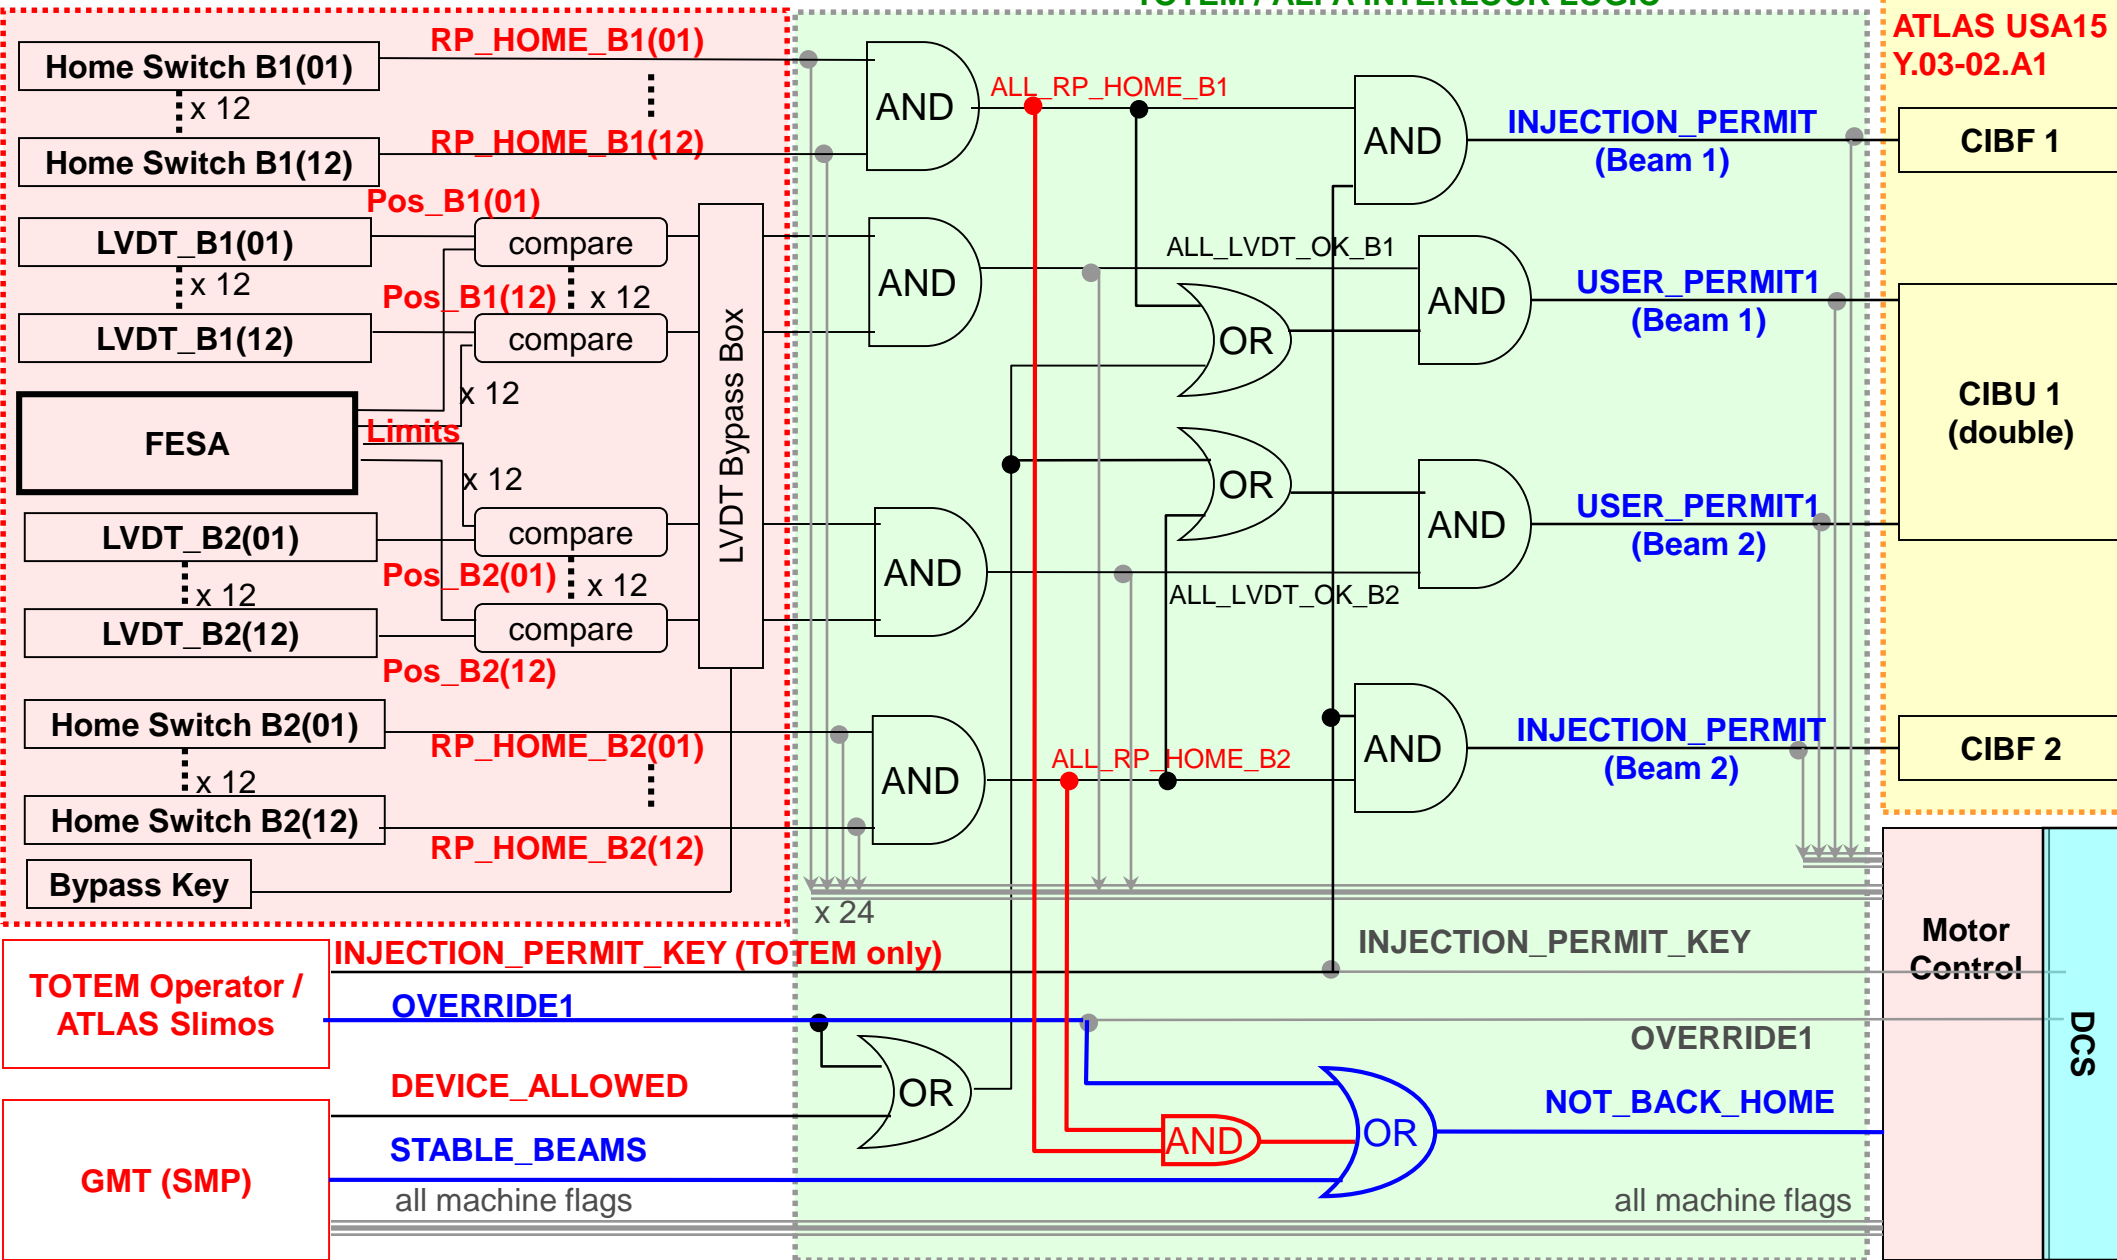 TOTEM / ALFA INTERLOCK LOGIC
ATLAS USA15
Y.03-02.A1
Home Switch B1(01)
RP_HOME_B1(01)
x 12
Home Switch B1(12)
RP_HOME_B1(12)
AND
ALL_RP_HOME_B1
AND
INJECTION_PERMIT
(Beam 1)
CIBF 1
Pos_B1(01)
LVDT_B1(01)
compare
x 12
Pos_B1(12)
x 12
LVDT_B1(12)
compare
LVDT Bypass Box
AND
ALL_LVDT_OK_B1
OR
AND
USER_PERMIT1
(Beam 1)
CIBU 1
(double)
x 12
FESA
Limits
x 12
OR
AND
USER_PERMIT1
(Beam 2)
LVDT_B2(01)
compare
Pos_B2(01)
x 12
x 12
LVDT_B2(12)
compare
Pos_B2(12)
AND
ALL_LVDT_OK_B2
Home Switch B2(01)
RP_HOME_B2(01)
x 12
Home Switch B2(12)
RP_HOME_B2(12)
AND
ALL_RP_HOME_B2
AND
INJECTION_PERMIT
(Beam 2)
CIBF 2
Bypass Key
x 24
Motor
Control
DCS
TOTEM Operator /
ATLAS Slimos
INJECTION_PERMIT_KEY (TOTEM only)
INJECTION_PERMIT_KEY
OVERRIDE1
OVERRIDE1
DEVICE_ALLOWED
OR
GMT (SMP)
STABLE_BEAMS
AND
OR
NOT_BACK_HOME
all machine flags
all machine flags